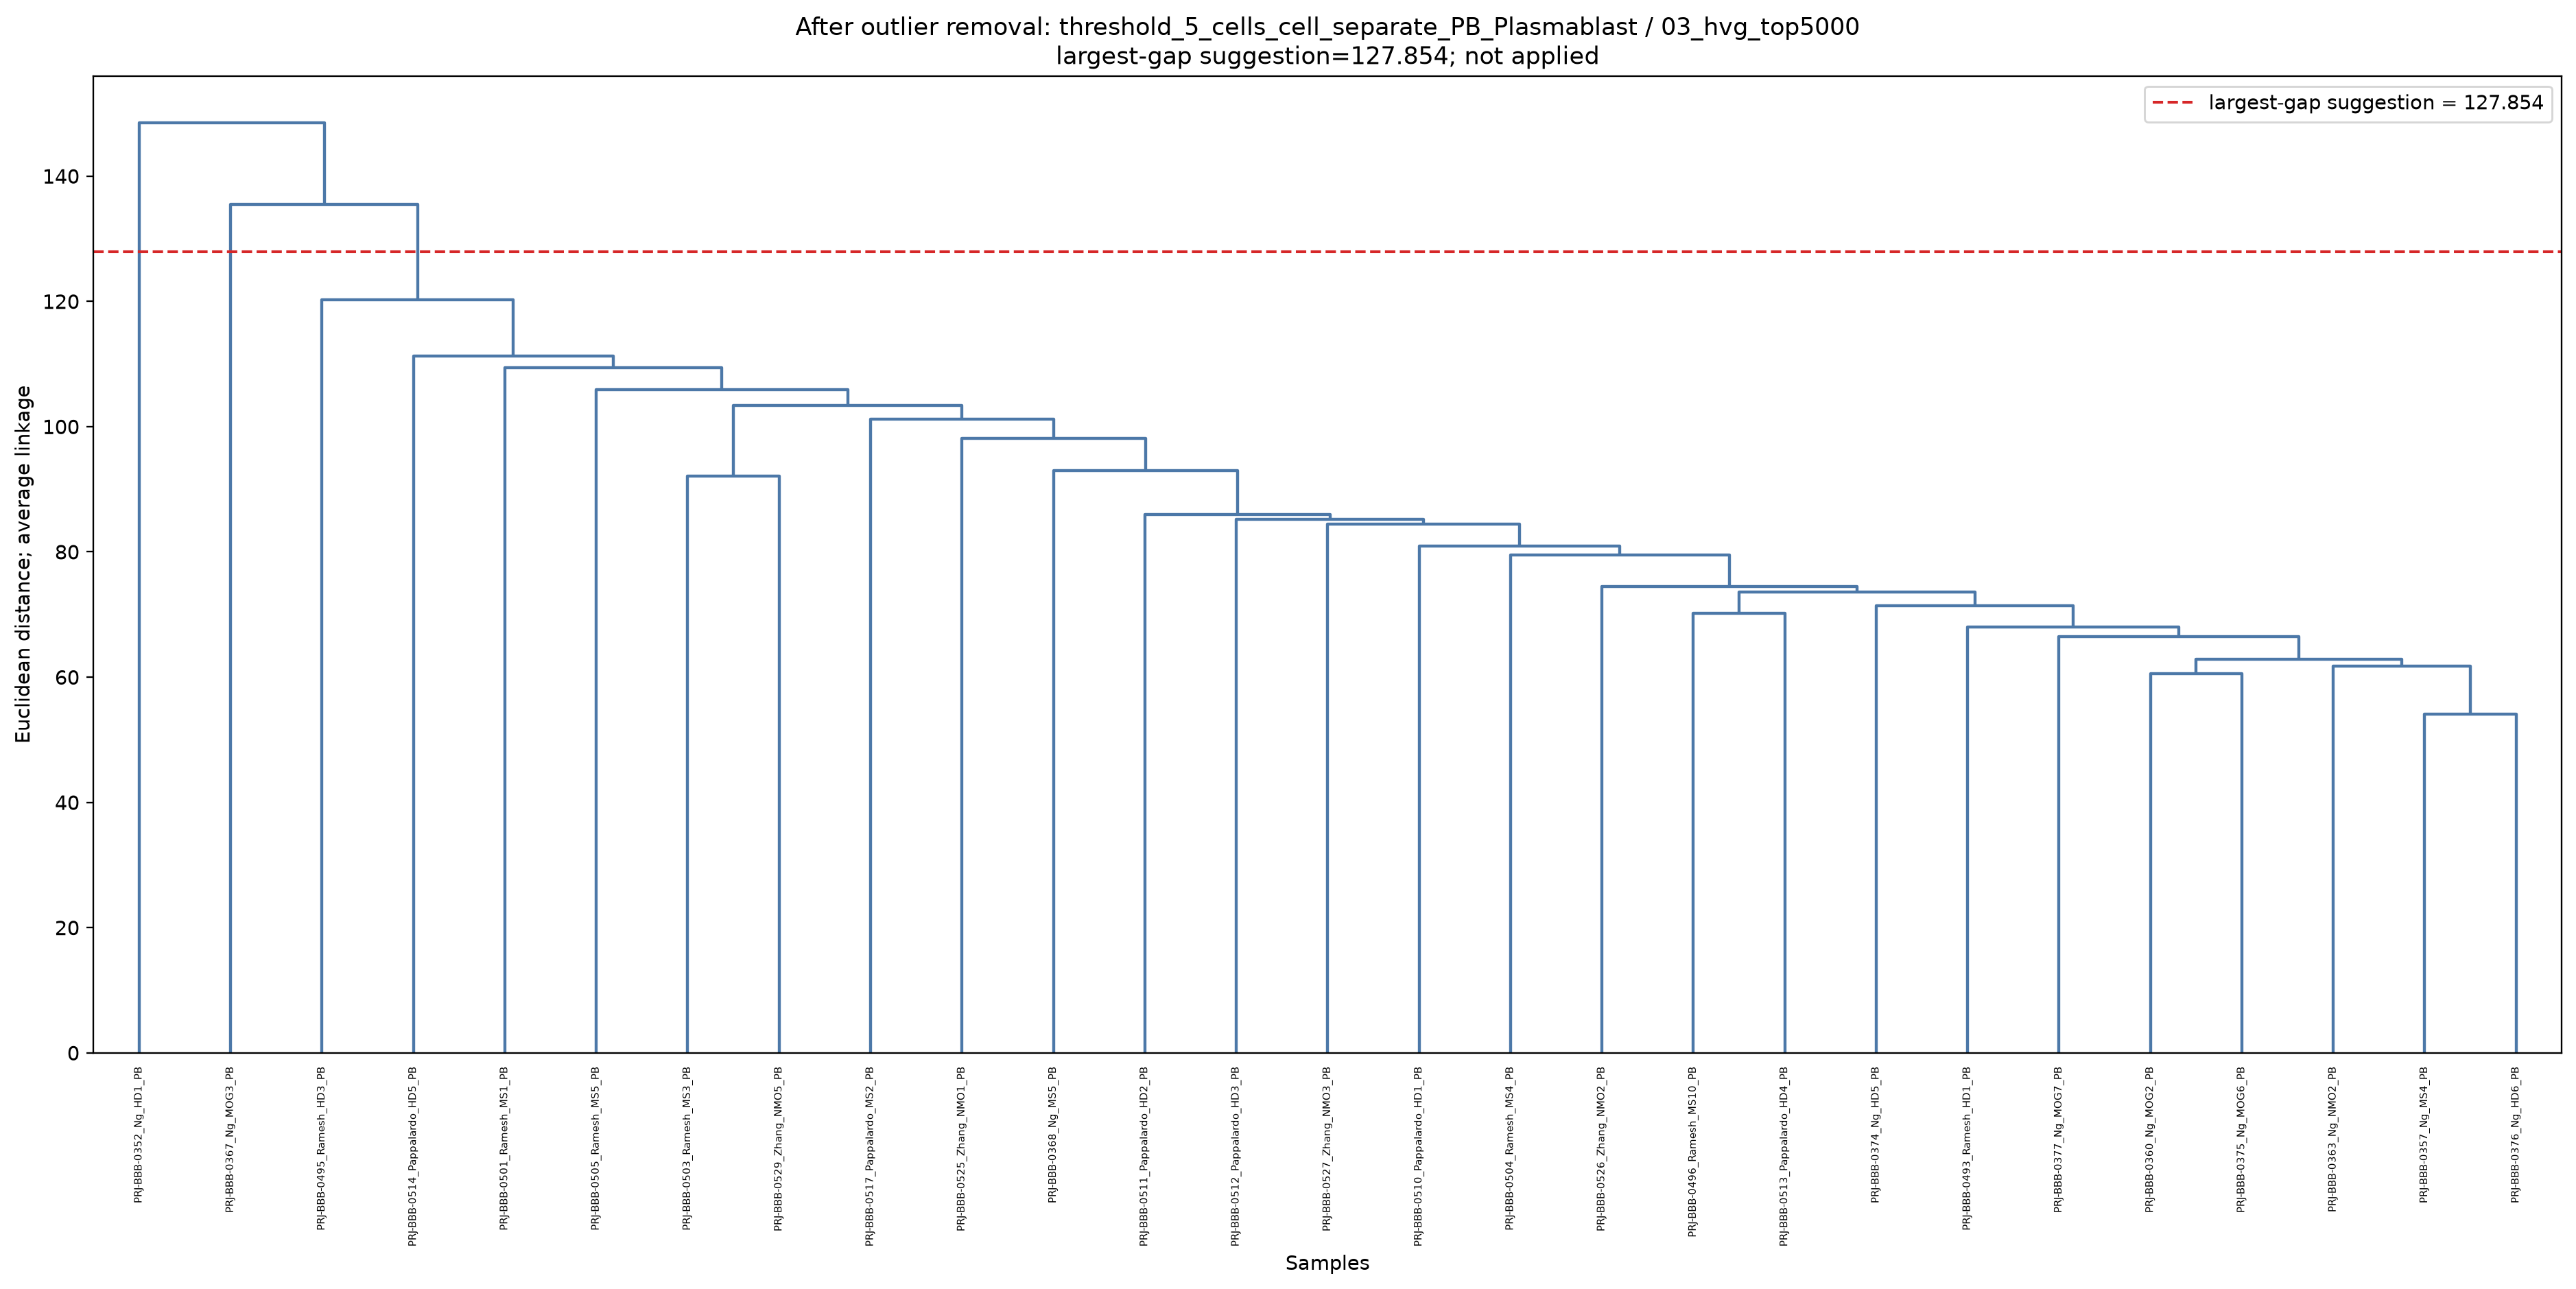 After outlier removal: threshold_5_cells_cell_separate_PB_Plasmablast / 03_hvg_top5000
largest-gap suggestion=127.854; not applied
largest-gap suggestion = 127.854
Euclidean distance; average linkage
140
120
100
80
60
40
20
0
PRJ-BBB-0352_Ng_HD1_PB
PRJ-BBB-0367_Ng_MOG3_PB
PRJ-BBB-0495_Ramesh_HD3_PB
PRJ-BBB-0514_Pappalardo_HD5_PB
PRJ-BBB-0501_Ramesh_MS1_PB
PRJ-BBB-0505_Ramesh_MS5_PB
PRJ-BBB-0503_Ramesh_MS3_PB
PRJ-BBB-0529_Zhang_NMO5_PB
PRJ-BBB-0517_Pappalardo_MS2_PB
PRJ-BBB-0525_Zhang_NMO1_PB
PRJ-BBB-0368_Ng_MS5_PB
PRJ-BBB-0511_Pappalardo_HD2_PB
PRJ-BBB-0512_Pappalardo_HD3_PB
PRJ-BBB-0527_Zhang_NMO3_PB
PRJ-BBB-0510_Pappalardo_HD1_PB
PRJ-BBB-0504_Ramesh_MS4_PB
PRJ-BBB-0526_Zhang_NMO2_PB
PRJ-BBB-0496_Ramesh_MS10_PB
PRJ-BBB-0513_Pappalardo_HD4_PB
PRJ-BBB-0374_Ng_HD5_PB
PRJ-BBB-0493_Ramesh_HD1_PB
PRJ-BBB-0377_Ng_MOG7_PB
PRJ-BBB-0360_Ng_MOG2_PB
PRJ-BBB-0375_Ng_MOG6_PB
PRJ-BBB-0363_Ng_NMO2_PB
PRJ-BBB-0357_Ng_MS4_PB
PRJ-BBB-0376_Ng_HD6_PB
Samples